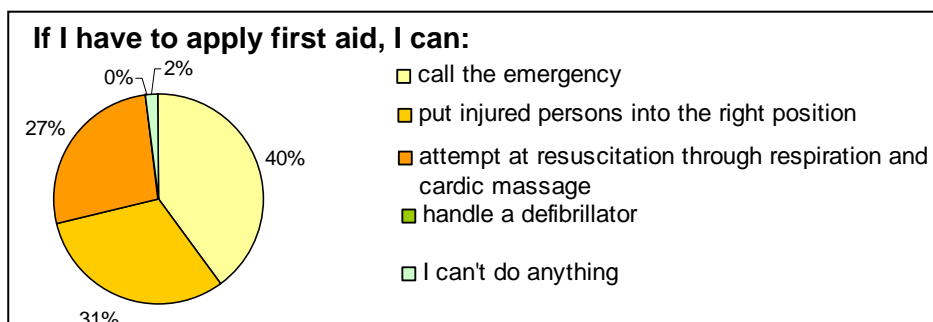 If I have to apply first aid, I can:
0%
2%
27%
40%
31%
call the emergency
put injured persons into the right position
attempt at resuscitation through respiration and
cardic massage
handle a defibrillator
I can't do anything